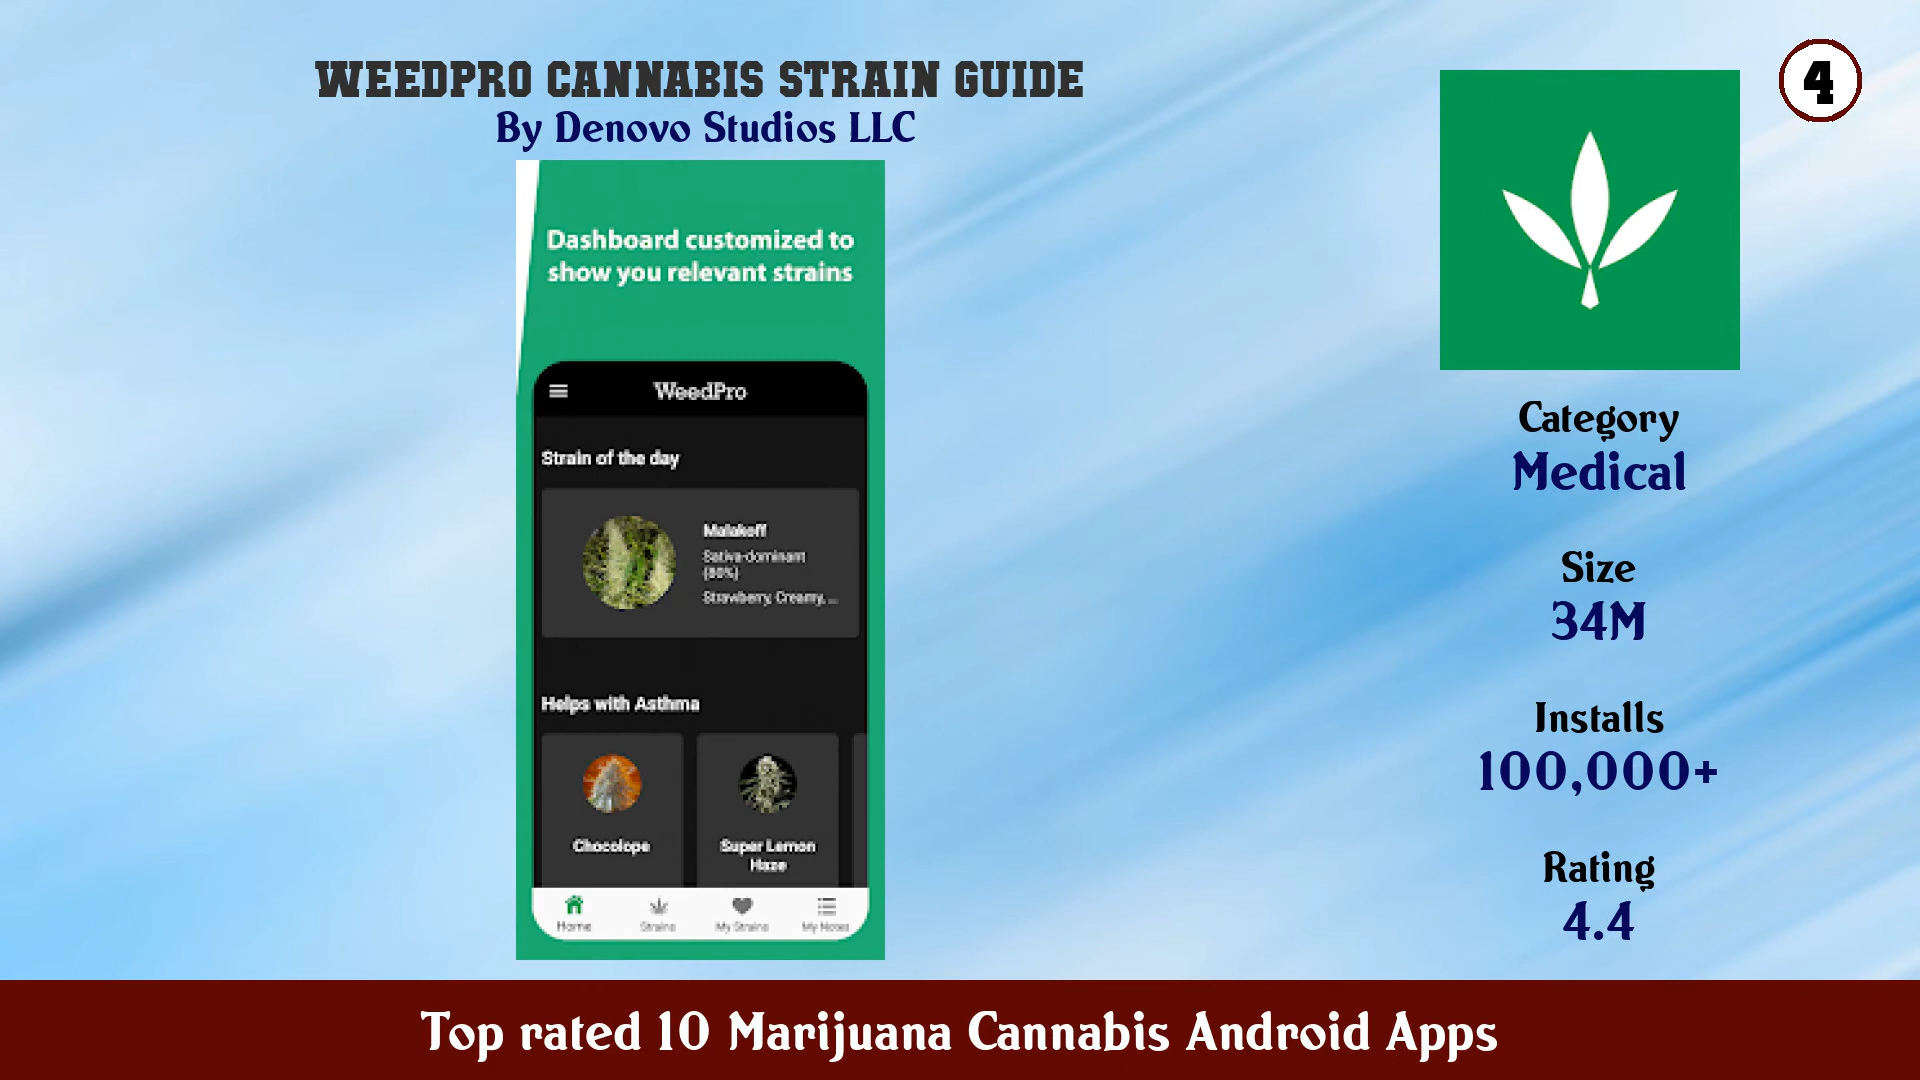 WEEDPRO CANNABIS STRAIN GUIDE
By Denovo Studios LLC
4
Dashboard customized to
show you relevant strains
WeedPro
Strain of the day
Malakoff
Sativa-dominant
(80%)
Strawberry, Creamy, ...
Helps with Asthma
Chocolope
Super Lemon
Haze
Home
Strains
My Strains
My Notes
Category
Medical
Size
34M
Installs
100,000+
Rating
4.4
Top rated 10 Marijuana Cannabis Android Apps